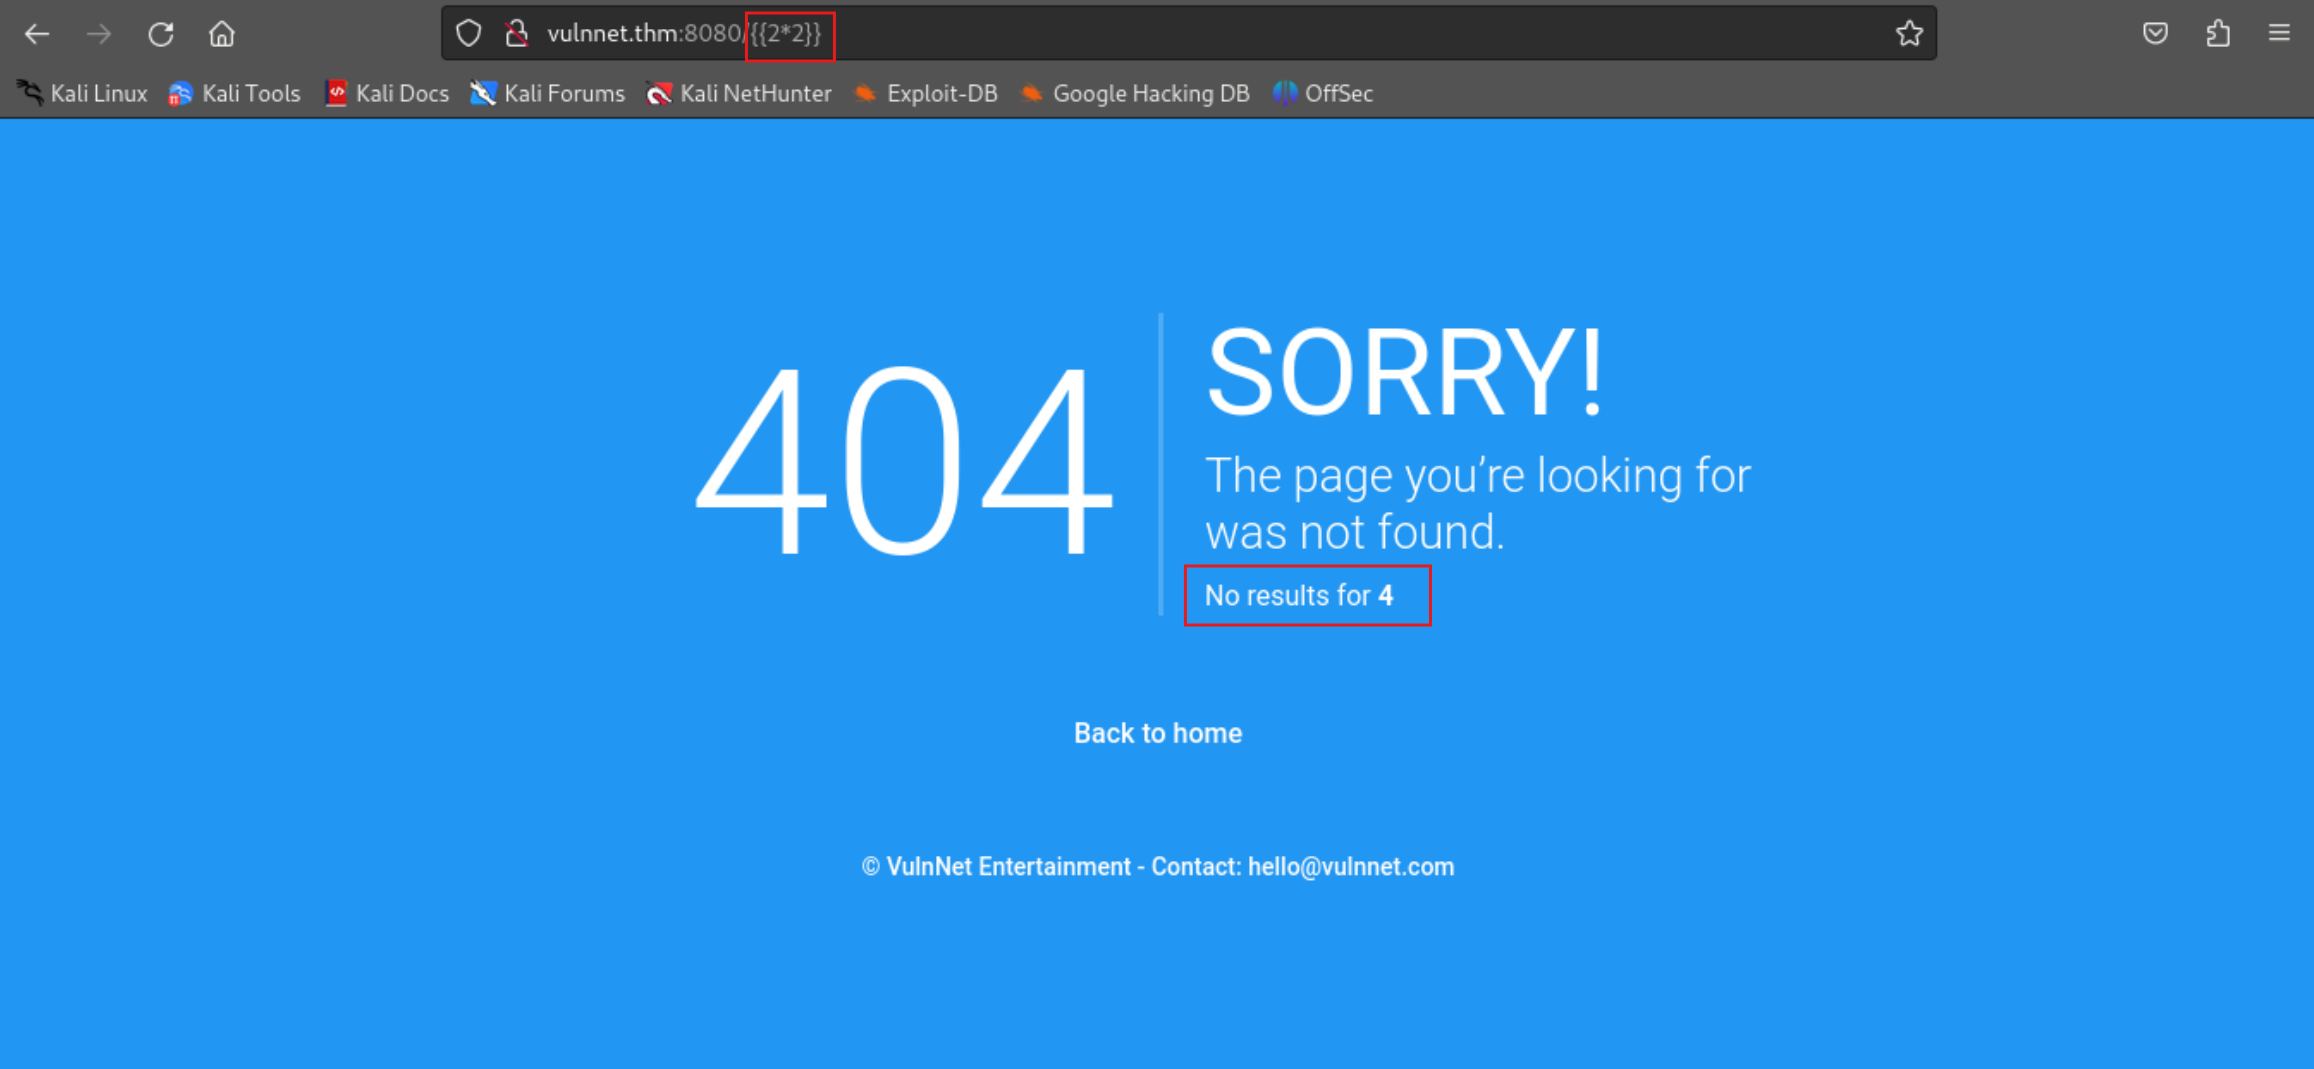 vulnnet.thm:8080/{{2*2}}
Kali Linux Kali Tools Kali Docs Kali Forums Kali NetHunter Exploit-DB Google Hacking DB OffSec
404
SORRY!
The page you’re looking for
was not found.
No results for 4
Back to home
© VulnNet Entertainment - Contact: hello@vulnnet.com